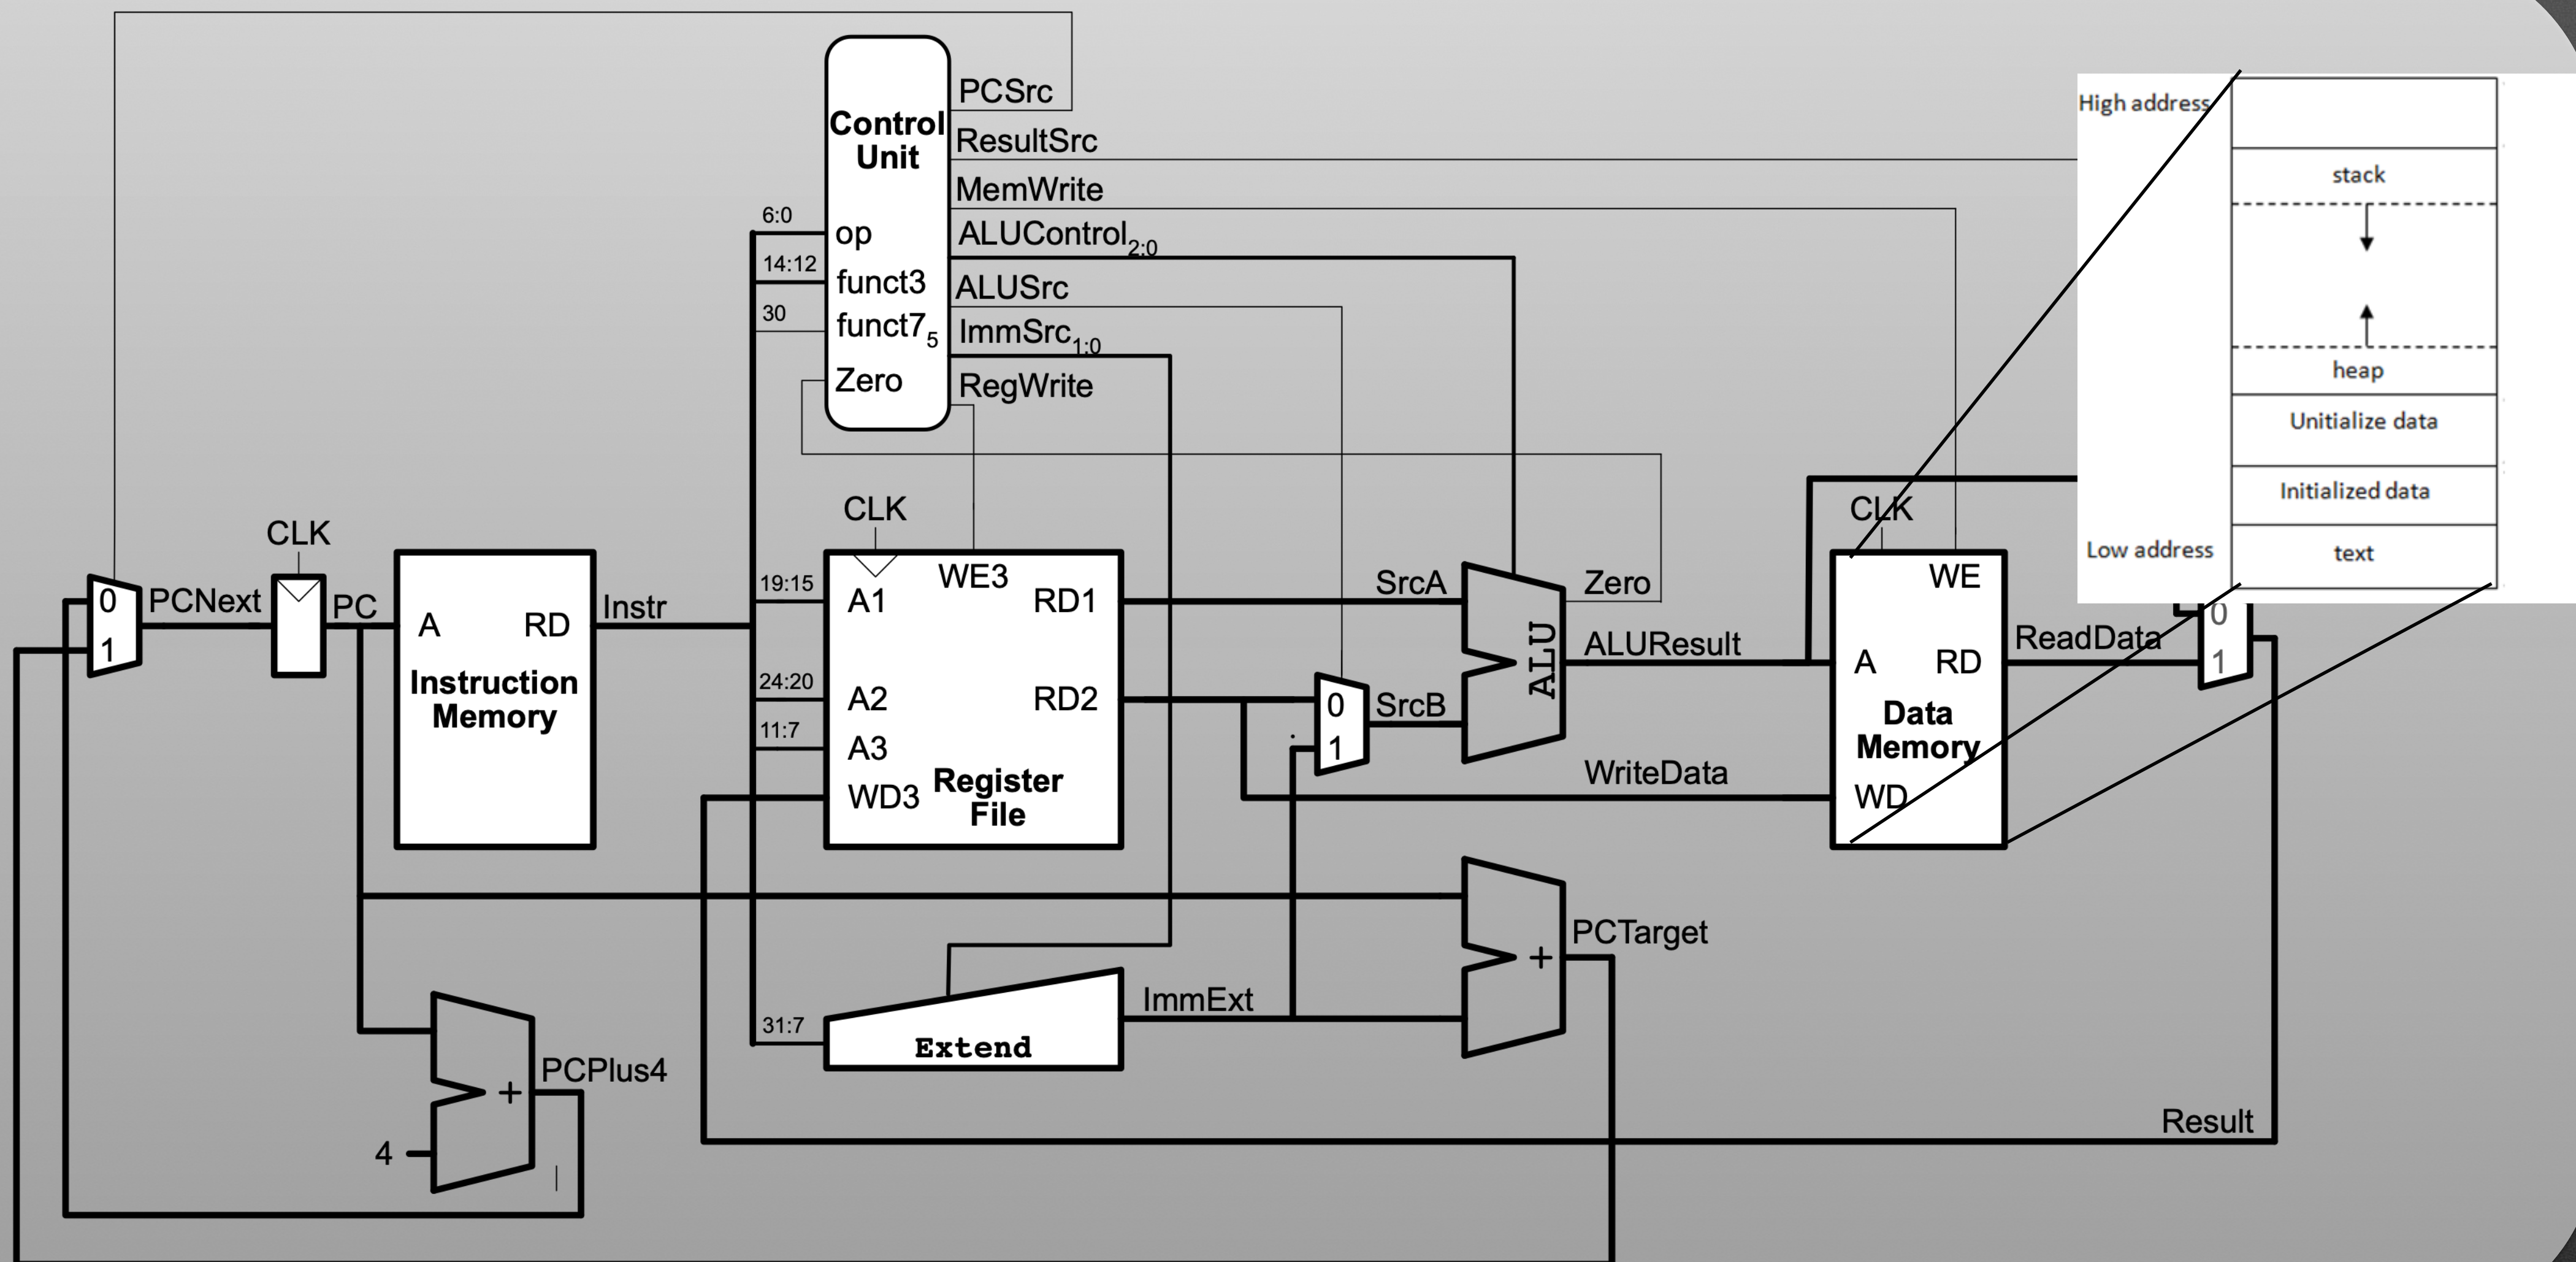 PCSrc
Control
Unit
ResultSrc
MemWrite
ALUControl2:0
ALUSrc
ImmSrc1:0
RegWrite
6:0
op
14:12
funct3
30
funct75
Zero
High address
stack
heap
Unitialize data
Initialized data
Low address
text
CLK
PCNext
0
1
CLK
PC
A
RD
Instruction
Memory
Instr
19:15
24:20
11:7
CLK
WE3
A1
RD1
A2
RD2
A3
WD3
Register
File
SrcA
0
1
SrcB
ALU
Zero
ALUResult
WriteData
CLK
WE
A
RD
Data
Memory
WD
ReadData
0
1
PCTarget
+
ImmExt
31:7
Extend
PCPlus4
+
4
Result